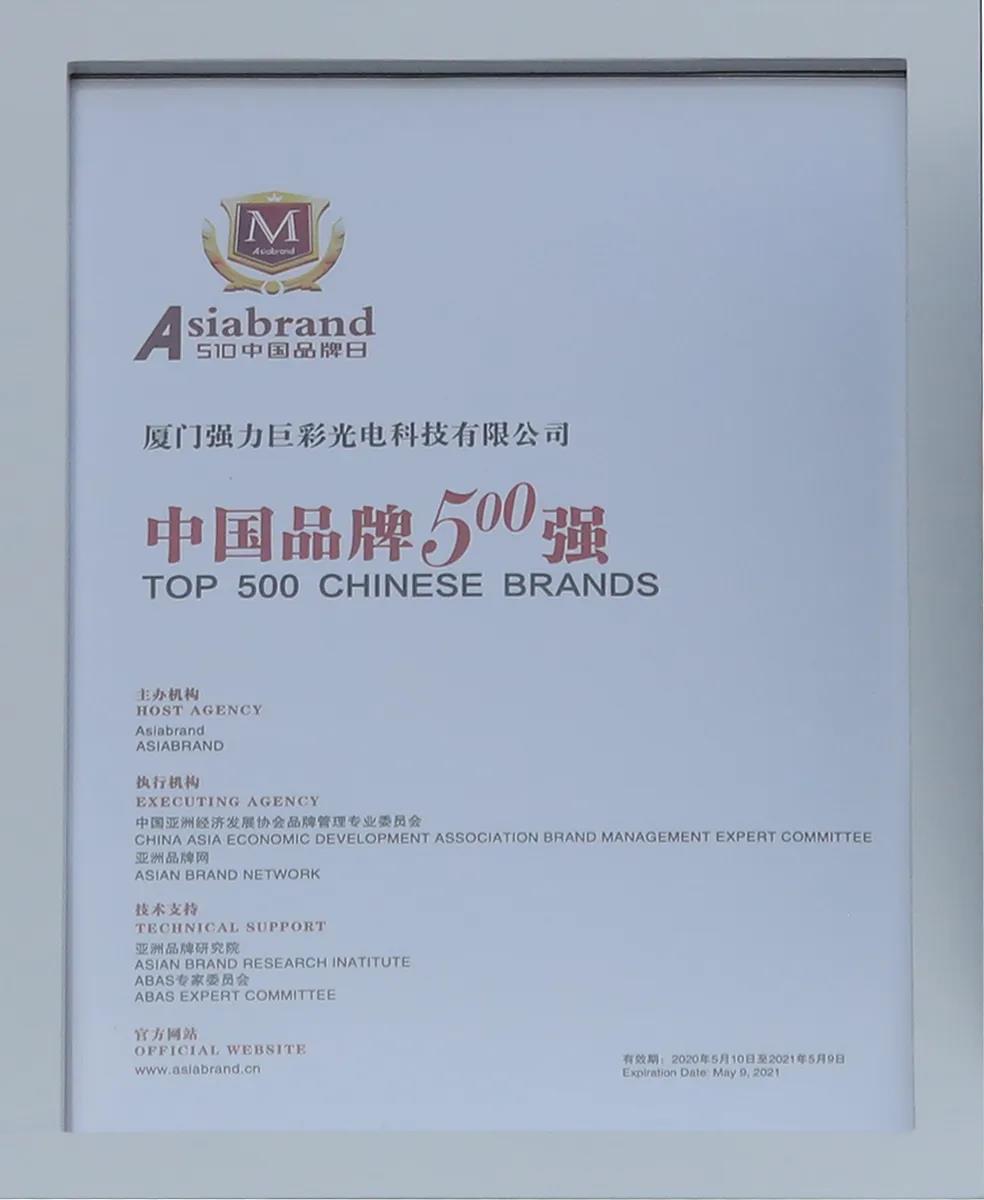 M
Asiabrand
Asiabrand
510中国品牌日
厦门强力巨彩光电科技有限公司
中国品牌500强
TOP 500 CHINESE BRANDS
主办机构
HOST AGENCY
Asiabrand
ASIABRAND
执行机构
EXECUTING AGENCY
中国亚洲经济发展协会品牌管理专业委员会
CHINA ASIA ECONOMIC DEVELOPMENT ASSOCIATION BRAND MANAGEMENT EXPERT COMMITTEE
亚洲品牌网
ASIAN BRAND NETWORK
技术支持
TECHNICAL SUPPORT
亚洲品牌研究院
ASIAN BRAND RESEARCH INATITUTE
ABAS专家委员会
ABAS EXPERT COMMITTEE
官方网站
OFFICIAL WEBSITE
www.asiabrand.cn
有效期：2020年5月10日至2021年5月9日
Expiration Date: May 9, 2021